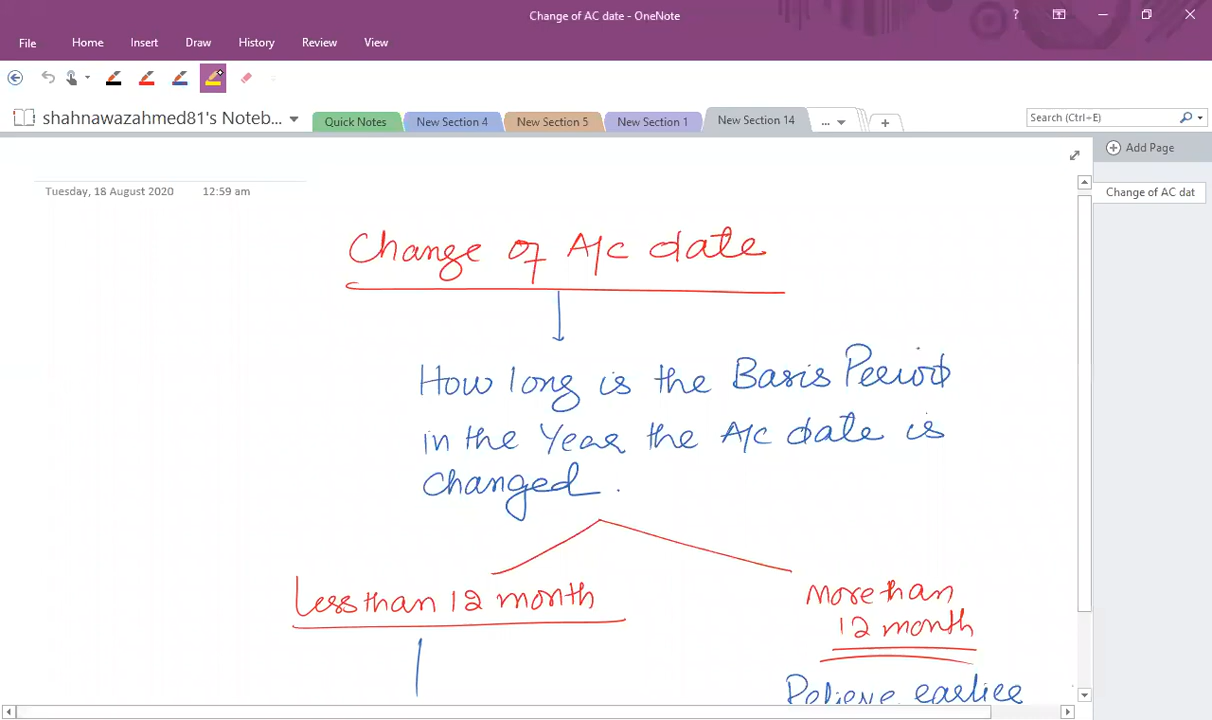 Change of AC date - OneNote
?
File Home Insert Draw History Review View
shahnawazahmed81's Noteb... Quick Notes New Section 4 New Section 5 New Section 1 New Section 14 ... Search (Ctrl+E)
Add Page
Change of AC dat
Tuesday, 18 August 2020 12:59 am
Change of A/c date
How long is the Basis Period
in the Year the A/c date is
changed.
less than 12 month
more than
12 month
Relieve earlier